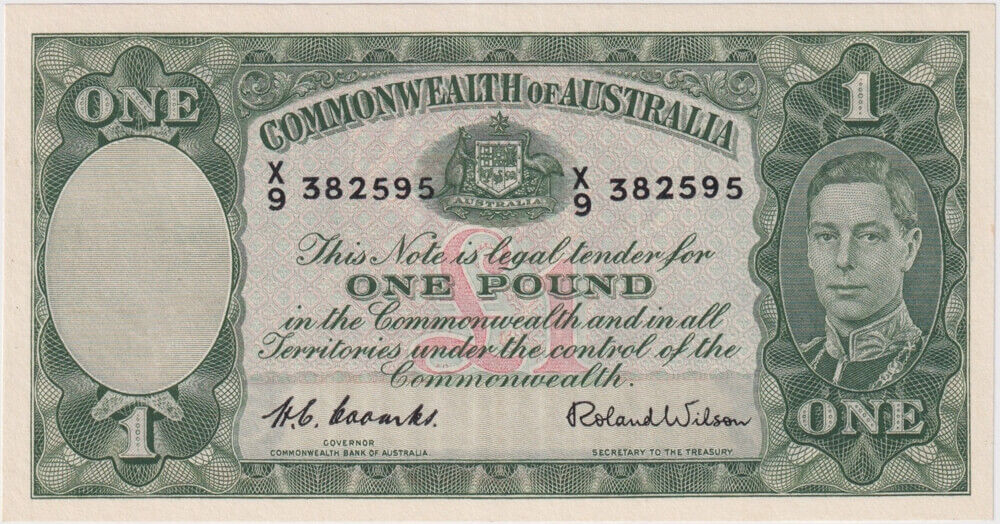 ONE
1
COMMONWEALTH OF AUSTRALIA
X/9 382595 X/9 382595
AUSTRALIA
This Note is legal tender for
£1
ONE POUND
in the Commonwealth and in all
Territories under the control of the
Commonwealth.
H.C. Coombs.
Roland Wilson
GOVERNOR
COMMONWEALTH BANK OF AUSTRALIA.
SECRETARY TO THE TREASURY
1
ONE